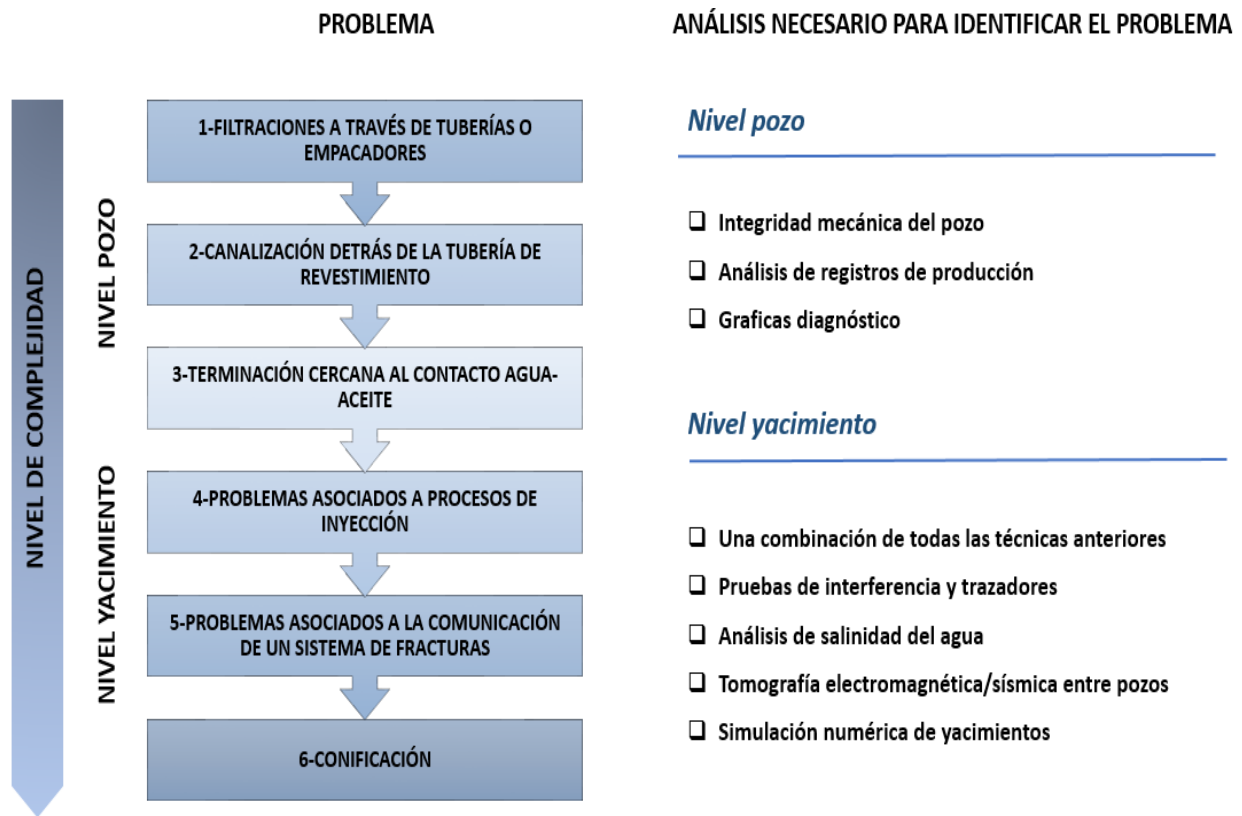 PROBLEMA
ANÁLISIS NECESARIO PARA IDENTIFICAR EL PROBLEMA
NIVEL DE COMPLEJIDAD
NIVEL POZO
1-FILTRACIONES A TRAVÉS DE TUBERÍAS O
EMPACADORES
2-CANALIZACIÓN DETRÁS DE LA TUBERÍA DE
REVESTIMIENTO
3-TERMINACIÓN CERCANA AL CONTACTO AGUA-
ACEITE
NIVEL YACIMIENTO
4-PROBLEMAS ASOCIADOS A PROCESOS DE
INYECCIÓN
5-PROBLEMAS ASOCIADOS A LA COMUNICACIÓN
DE UN SISTEMA DE FRACTURAS
6-CONIFICACIÓN
Nivel pozo
Integridad mecánica del pozo
Análisis de registros de producción
Graficas diagnóstico
Nivel yacimiento
Una combinación de todas las técnicas anteriores
Pruebas de interferencia y trazadores
Análisis de salinidad del agua
Tomografía electromagnética/sísmica entre pozos
Simulación numérica de yacimientos